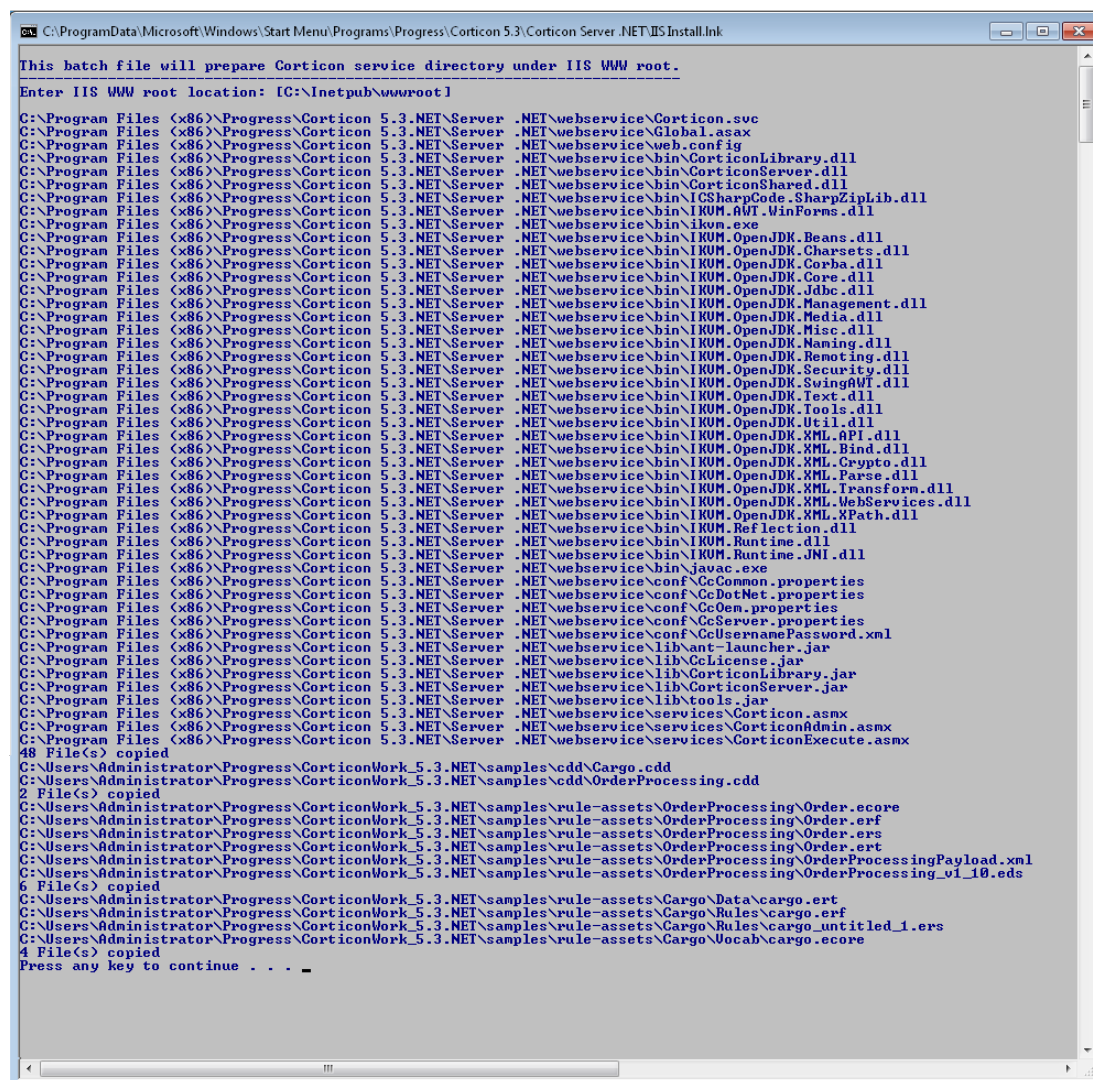 C:\ProgramData\Microsoft\Windows\Start Menu\Programs\Progress\Corticon 5.3\Corticon Server .NET\IIS Install.lnk
This batch file will prepare Corticon service directory under IIS WWW root.
---------------------------------------------------------------------------
Enter IIS WWW root location: [C:\Inetpub\wwwroot]
C:\Program Files (x86)\Progress\Corticon 5.3.NET\Server .NET\webservice\Corticon.svc
C:\Program Files (x86)\Progress\Corticon 5.3.NET\Server .NET\webservice\Global.asax
C:\Program Files (x86)\Progress\Corticon 5.3.NET\Server .NET\webservice\web.config
C:\Program Files (x86)\Progress\Corticon 5.3.NET\Server .NET\webservice\bin\CorticonLibrary.dll
C:\Program Files (x86)\Progress\Corticon 5.3.NET\Server .NET\webservice\bin\CorticonServer.dll
C:\Program Files (x86)\Progress\Corticon 5.3.NET\Server .NET\webservice\bin\CorticonShared.dll
C:\Program Files (x86)\Progress\Corticon 5.3.NET\Server .NET\webservice\bin\ICSharpCode.SharpZipLib.dll
C:\Program Files (x86)\Progress\Corticon 5.3.NET\Server .NET\webservice\bin\IKVM.AWT.WinForms.dll
C:\Program Files (x86)\Progress\Corticon 5.3.NET\Server .NET\webservice\bin\ikvm.exe
C:\Program Files (x86)\Progress\Corticon 5.3.NET\Server .NET\webservice\bin\IKVM.OpenJDK.Beans.dll
C:\Program Files (x86)\Progress\Corticon 5.3.NET\Server .NET\webservice\bin\IKVM.OpenJDK.Charsets.dll
C:\Program Files (x86)\Progress\Corticon 5.3.NET\Server .NET\webservice\bin\IKVM.OpenJDK.Corba.dll
C:\Program Files (x86)\Progress\Corticon 5.3.NET\Server .NET\webservice\bin\IKVM.OpenJDK.Core.dll
C:\Program Files (x86)\Progress\Corticon 5.3.NET\Server .NET\webservice\bin\IKVM.OpenJDK.Jdbc.dll
C:\Program Files (x86)\Progress\Corticon 5.3.NET\Server .NET\webservice\bin\IKVM.OpenJDK.Management.dll
C:\Program Files (x86)\Progress\Corticon 5.3.NET\Server .NET\webservice\bin\IKVM.OpenJDK.Media.dll
C:\Program Files (x86)\Progress\Corticon 5.3.NET\Server .NET\webservice\bin\IKVM.OpenJDK.Misc.dll
C:\Program Files (x86)\Progress\Corticon 5.3.NET\Server .NET\webservice\bin\IKVM.OpenJDK.Naming.dll
C:\Program Files (x86)\Progress\Corticon 5.3.NET\Server .NET\webservice\bin\IKVM.OpenJDK.Remoting.dll
C:\Program Files (x86)\Progress\Corticon 5.3.NET\Server .NET\webservice\bin\IKVM.OpenJDK.Security.dll
C:\Program Files (x86)\Progress\Corticon 5.3.NET\Server .NET\webservice\bin\IKVM.OpenJDK.SwingAWT.dll
C:\Program Files (x86)\Progress\Corticon 5.3.NET\Server .NET\webservice\bin\IKVM.OpenJDK.Text.dll
C:\Program Files (x86)\Progress\Corticon 5.3.NET\Server .NET\webservice\bin\IKVM.OpenJDK.Tools.dll
C:\Program Files (x86)\Progress\Corticon 5.3.NET\Server .NET\webservice\bin\IKVM.OpenJDK.Util.dll
C:\Program Files (x86)\Progress\Corticon 5.3.NET\Server .NET\webservice\bin\IKVM.OpenJDK.XML.API.dll
C:\Program Files (x86)\Progress\Corticon 5.3.NET\Server .NET\webservice\bin\IKVM.OpenJDK.XML.Bind.dll
C:\Program Files (x86)\Progress\Corticon 5.3.NET\Server .NET\webservice\bin\IKVM.OpenJDK.XML.Crypto.dll
C:\Program Files (x86)\Progress\Corticon 5.3.NET\Server .NET\webservice\bin\IKVM.OpenJDK.XML.Parse.dll
C:\Program Files (x86)\Progress\Corticon 5.3.NET\Server .NET\webservice\bin\IKVM.OpenJDK.XML.Transform.dll
C:\Program Files (x86)\Progress\Corticon 5.3.NET\Server .NET\webservice\bin\IKVM.OpenJDK.XML.WebServices.dll
C:\Program Files (x86)\Progress\Corticon 5.3.NET\Server .NET\webservice\bin\IKVM.OpenJDK.XML.XPath.dll
C:\Program Files (x86)\Progress\Corticon 5.3.NET\Server .NET\webservice\bin\IKVM.Reflection.dll
C:\Program Files (x86)\Progress\Corticon 5.3.NET\Server .NET\webservice\bin\IKVM.Runtime.dll
C:\Program Files (x86)\Progress\Corticon 5.3.NET\Server .NET\webservice\bin\IKVM.Runtime.JNI.dll
C:\Program Files (x86)\Progress\Corticon 5.3.NET\Server .NET\webservice\bin\javac.exe
C:\Program Files (x86)\Progress\Corticon 5.3.NET\Server .NET\webservice\conf\CcCommon.properties
C:\Program Files (x86)\Progress\Corticon 5.3.NET\Server .NET\webservice\conf\CcDotNet.properties
C:\Program Files (x86)\Progress\Corticon 5.3.NET\Server .NET\webservice\conf\CcOem.properties
C:\Program Files (x86)\Progress\Corticon 5.3.NET\Server .NET\webservice\conf\CcServer.properties
C:\Program Files (x86)\Progress\Corticon 5.3.NET\Server .NET\webservice\conf\CcUsernamePassword.xml
C:\Program Files (x86)\Progress\Corticon 5.3.NET\Server .NET\webservice\lib\ant-launcher.jar
C:\Program Files (x86)\Progress\Corticon 5.3.NET\Server .NET\webservice\lib\CcLicense.jar
C:\Program Files (x86)\Progress\Corticon 5.3.NET\Server .NET\webservice\lib\CorticonLibrary.jar
C:\Program Files (x86)\Progress\Corticon 5.3.NET\Server .NET\webservice\lib\CorticonServer.jar
C:\Program Files (x86)\Progress\Corticon 5.3.NET\Server .NET\webservice\lib\tools.jar
C:\Program Files (x86)\Progress\Corticon 5.3.NET\Server .NET\webservice\services\Corticon.asmx
C:\Program Files (x86)\Progress\Corticon 5.3.NET\Server .NET\webservice\services\CorticonAdmin.asmx
C:\Program Files (x86)\Progress\Corticon 5.3.NET\Server .NET\webservice\services\CorticonExecute.asmx
48 File(s) copied
C:\Users\Administrator\Progress\CorticonWork_5.3.NET\samples\cdd\Cargo.cdd
C:\Users\Administrator\Progress\CorticonWork_5.3.NET\samples\cdd\OrderProcessing.cdd
2 File(s) copied
C:\Users\Administrator\Progress\CorticonWork_5.3.NET\samples\rule-assets\OrderProcessing\Order.ecore
C:\Users\Administrator\Progress\CorticonWork_5.3.NET\samples\rule-assets\OrderProcessing\Order.erf
C:\Users\Administrator\Progress\CorticonWork_5.3.NET\samples\rule-assets\OrderProcessing\Order.ers
C:\Users\Administrator\Progress\CorticonWork_5.3.NET\samples\rule-assets\OrderProcessing\Order.ert
C:\Users\Administrator\Progress\CorticonWork_5.3.NET\samples\rule-assets\OrderProcessing\OrderProcessingPayload.xml
C:\Users\Administrator\Progress\CorticonWork_5.3.NET\samples\rule-assets\OrderProcessing\OrderProcessing_v1_10.eds
6 File(s) copied
C:\Users\Administrator\Progress\CorticonWork_5.3.NET\samples\rule-assets\Cargo\Data\cargo.ert
C:\Users\Administrator\Progress\CorticonWork_5.3.NET\samples\rule-assets\Cargo\Rules\cargo.erf
C:\Users\Administrator\Progress\CorticonWork_5.3.NET\samples\rule-assets\Cargo\Rules\cargo_untitled_1.ers
C:\Users\Administrator\Progress\CorticonWork_5.3.NET\samples\rule-assets\Cargo\Vocab\cargo.ecore
4 File(s) copied
Press any key to continue . . . _